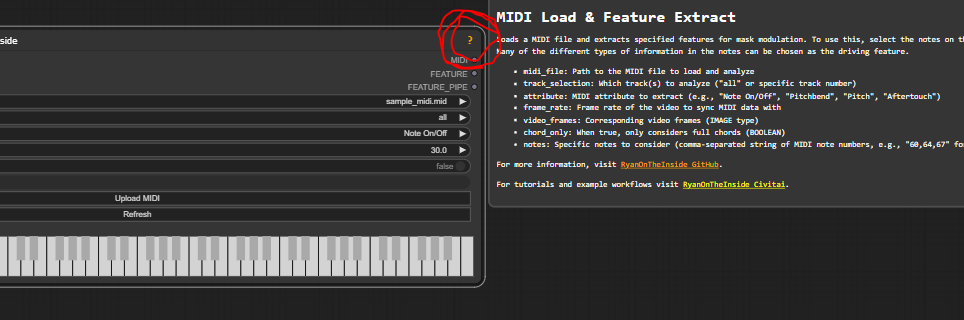 side
?
MIDI
FEATURE
FEATURE_PIPE
sample_midi.mid
all
Note On/Off
30.0
false
Upload MIDI
Refresh
MIDI Load & Feature Extract
Loads a MIDI file and extracts specified features for mask modulation. To use this, select the notes on th
Many of the different types of information in the notes can be chosen as the driving feature.
• midi_file: Path to the MIDI file to load and analyze
• track_selection: Which track(s) to analyze ("all" or specific track number)
• attribute: MIDI attribute to extract (e.g., "Note On/Off", "Pitchbend", "Pitch", "Aftertouch")
• frame_rate: Frame rate of the video to sync MIDI data with
• video_frames: Corresponding video frames (IMAGE type)
• chord_only: When true, only considers full chords (BOOLEAN)
• notes: Specific notes to consider (comma-separated string of MIDI note numbers, e.g., "60,64,67" fo
For more information, visit RyanOnTheInside GitHub.
For tutorials and example workflows visit RyanOnTheInside Civitai.